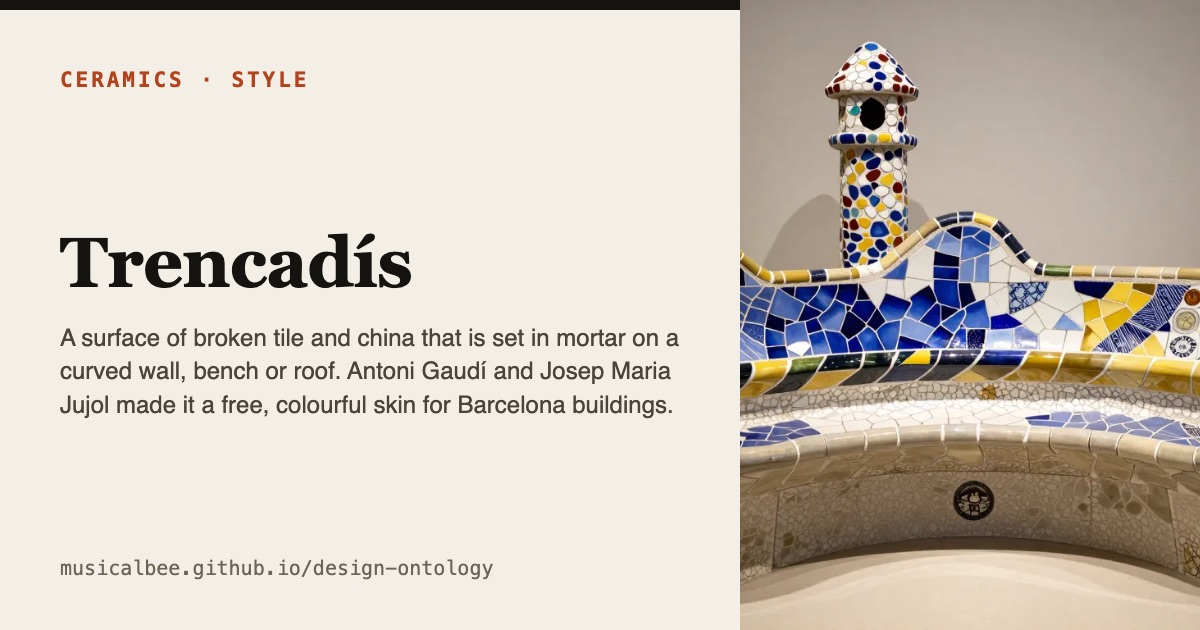 CERAMICS · STYLE
Trencadís
A surface of broken tile and china that is set in mortar on a
curved wall, bench or roof. Antoni Gaudí and Josep Maria
Jujol made it a free, colourful skin for Barcelona buildings.
musicalbee.github.io/design-ontology